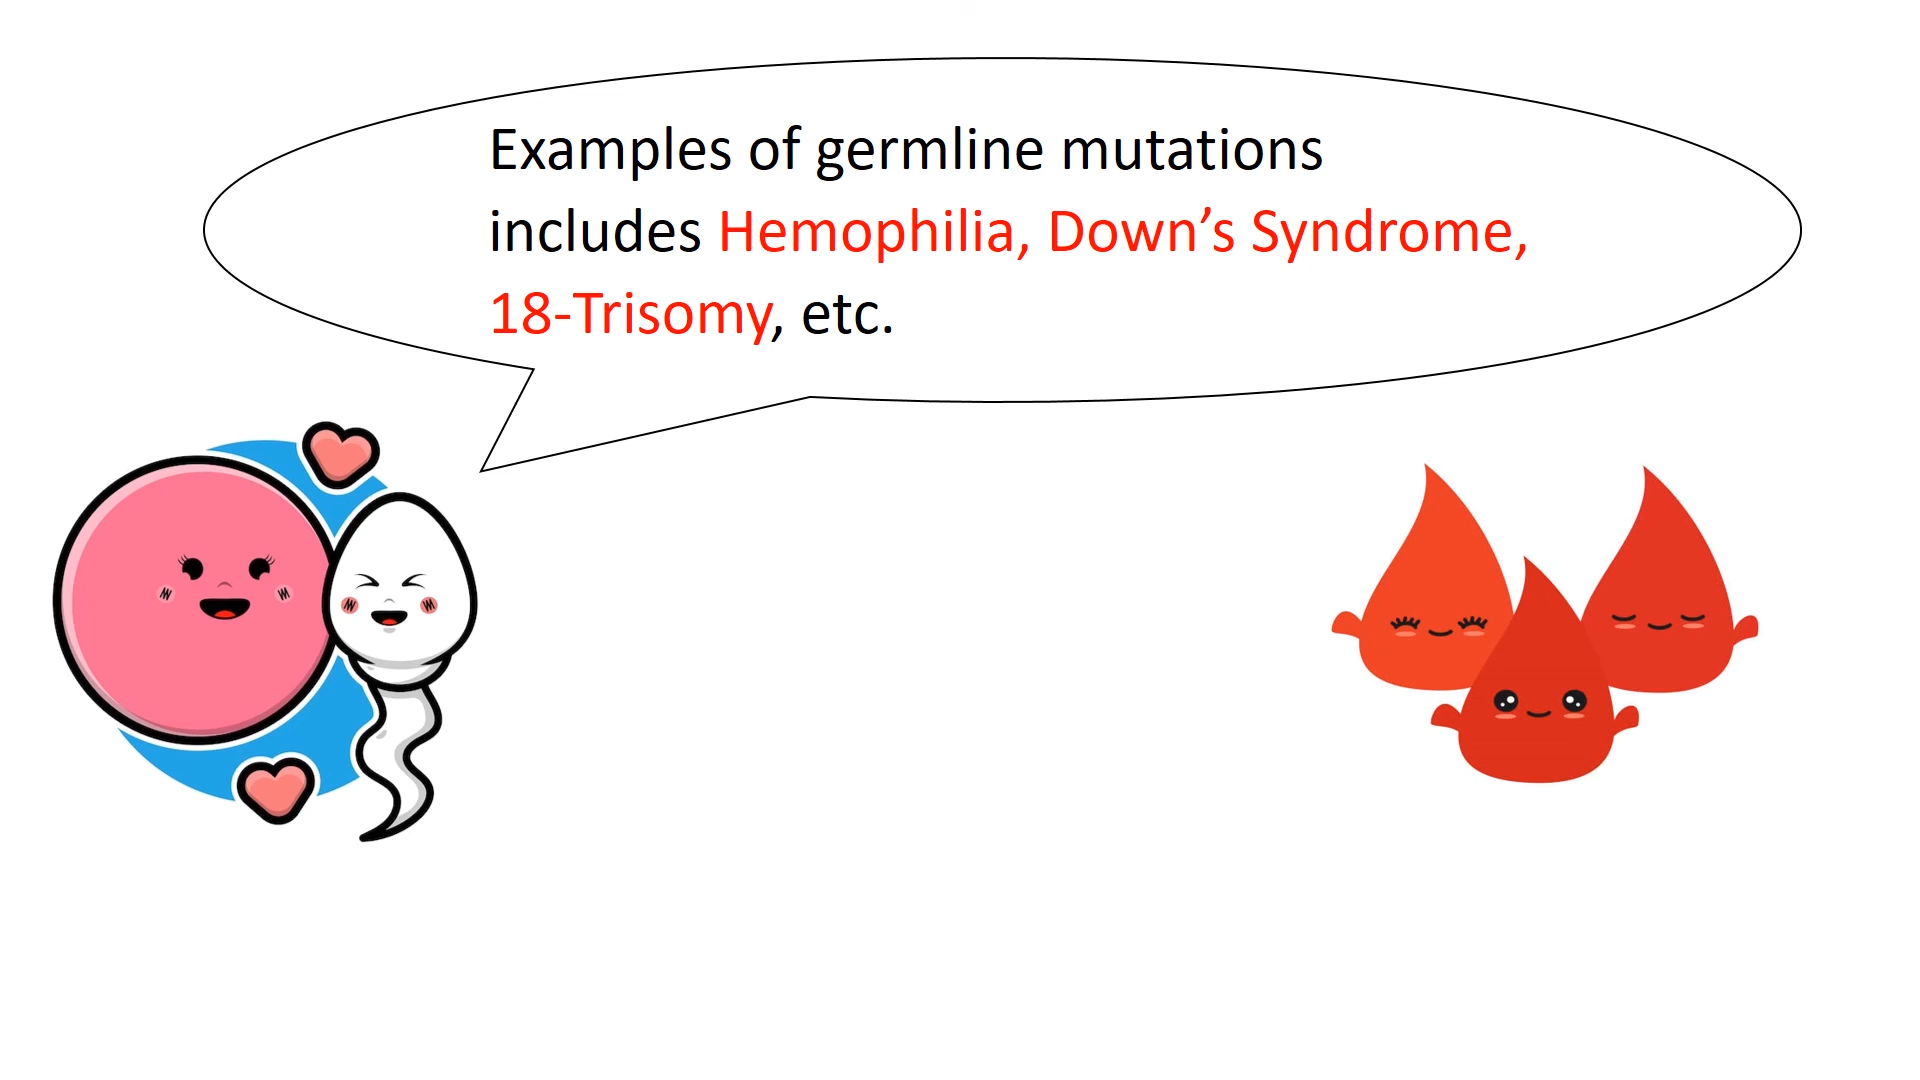 Examples of germline mutations
includes Hemophilia, Down’s Syndrome,
18-Trisomy, etc.